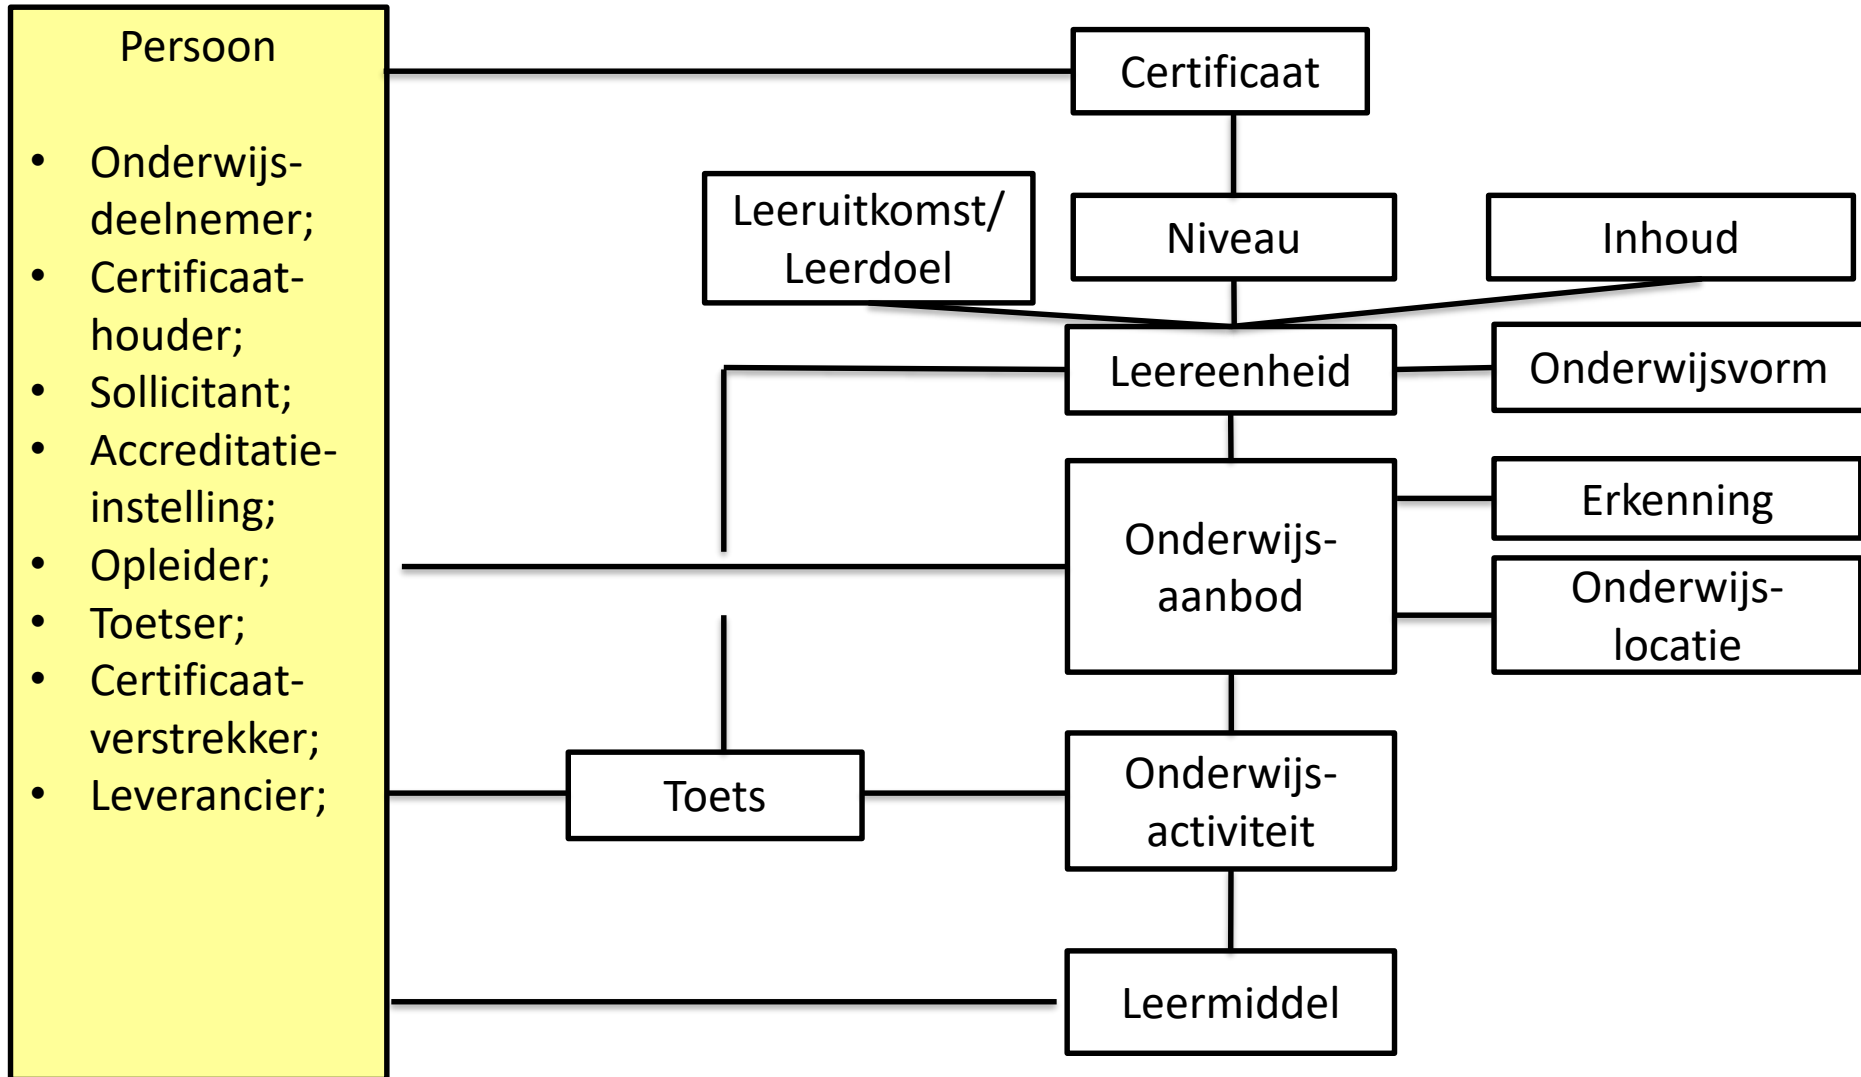 Persoon
• Onderwijs-
deelnemer;
• Certificaat-
houder;
• Sollicitant;
• Accreditatie-
instelling;
• Opleider;
• Toetser;
• Certificaat-
verstrekker;
• Leverancier;
Certificaat
Leeruitkomst/
Leerdoel
Niveau
Inhoud
Leereenheid
Onderwijsvorm
Onderwijs-
aanbod
Erkenning
Onderwijs-
locatie
Toets
Onderwijs-
activiteit
Leermiddel